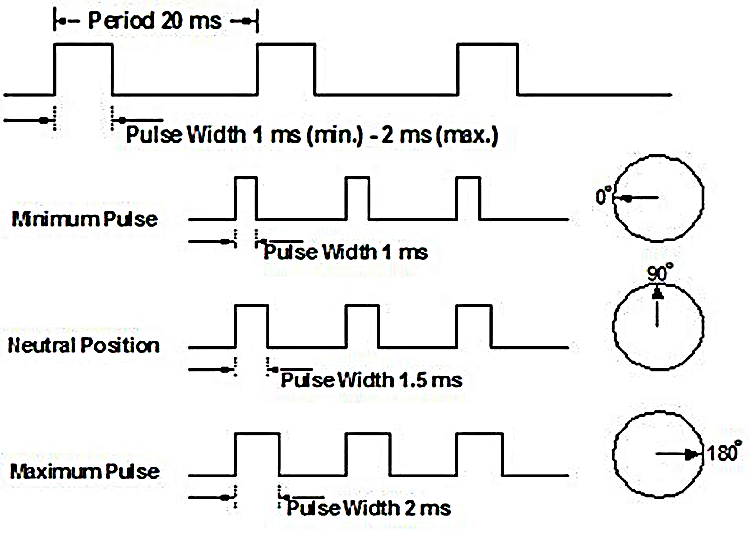 Period 20 ms
Pulse Width 1 ms (min.) - 2 ms (max.)
Minimum Pulse
Pulse Width 1 ms
0°
90°
Neutral Position
Pulse Width 1.5 ms
Maximum Pulse
Pulse Width 2 ms
180°